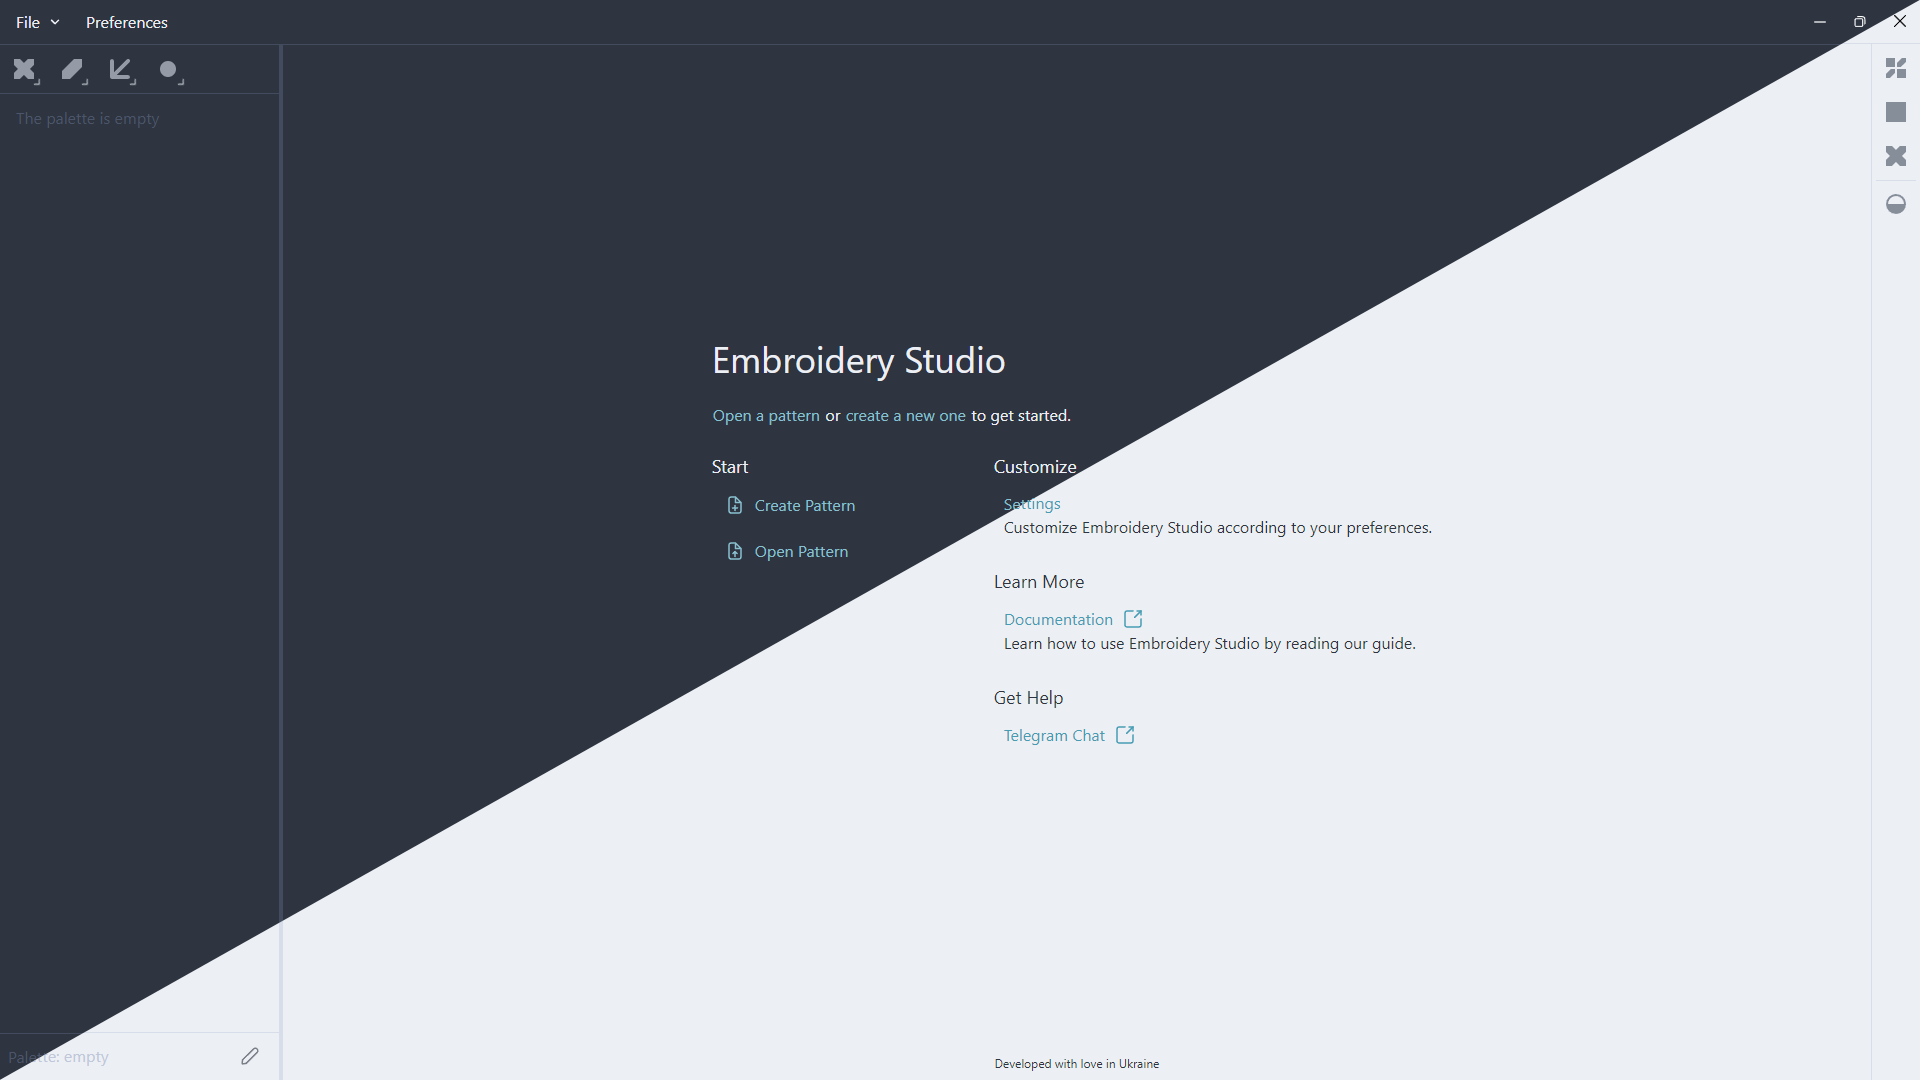 File Preferences
The palette is empty
Embroidery Studio
Open a pattern or create a new one to get started.
Start
Create Pattern
Open Pattern
Customize
Settings
Customize Embroidery Studio according to your preferences.
Learn More
Documentation
Learn how to use Embroidery Studio by reading our guide.
Get Help
Telegram Chat
Palette: empty
Developed with love in Ukraine